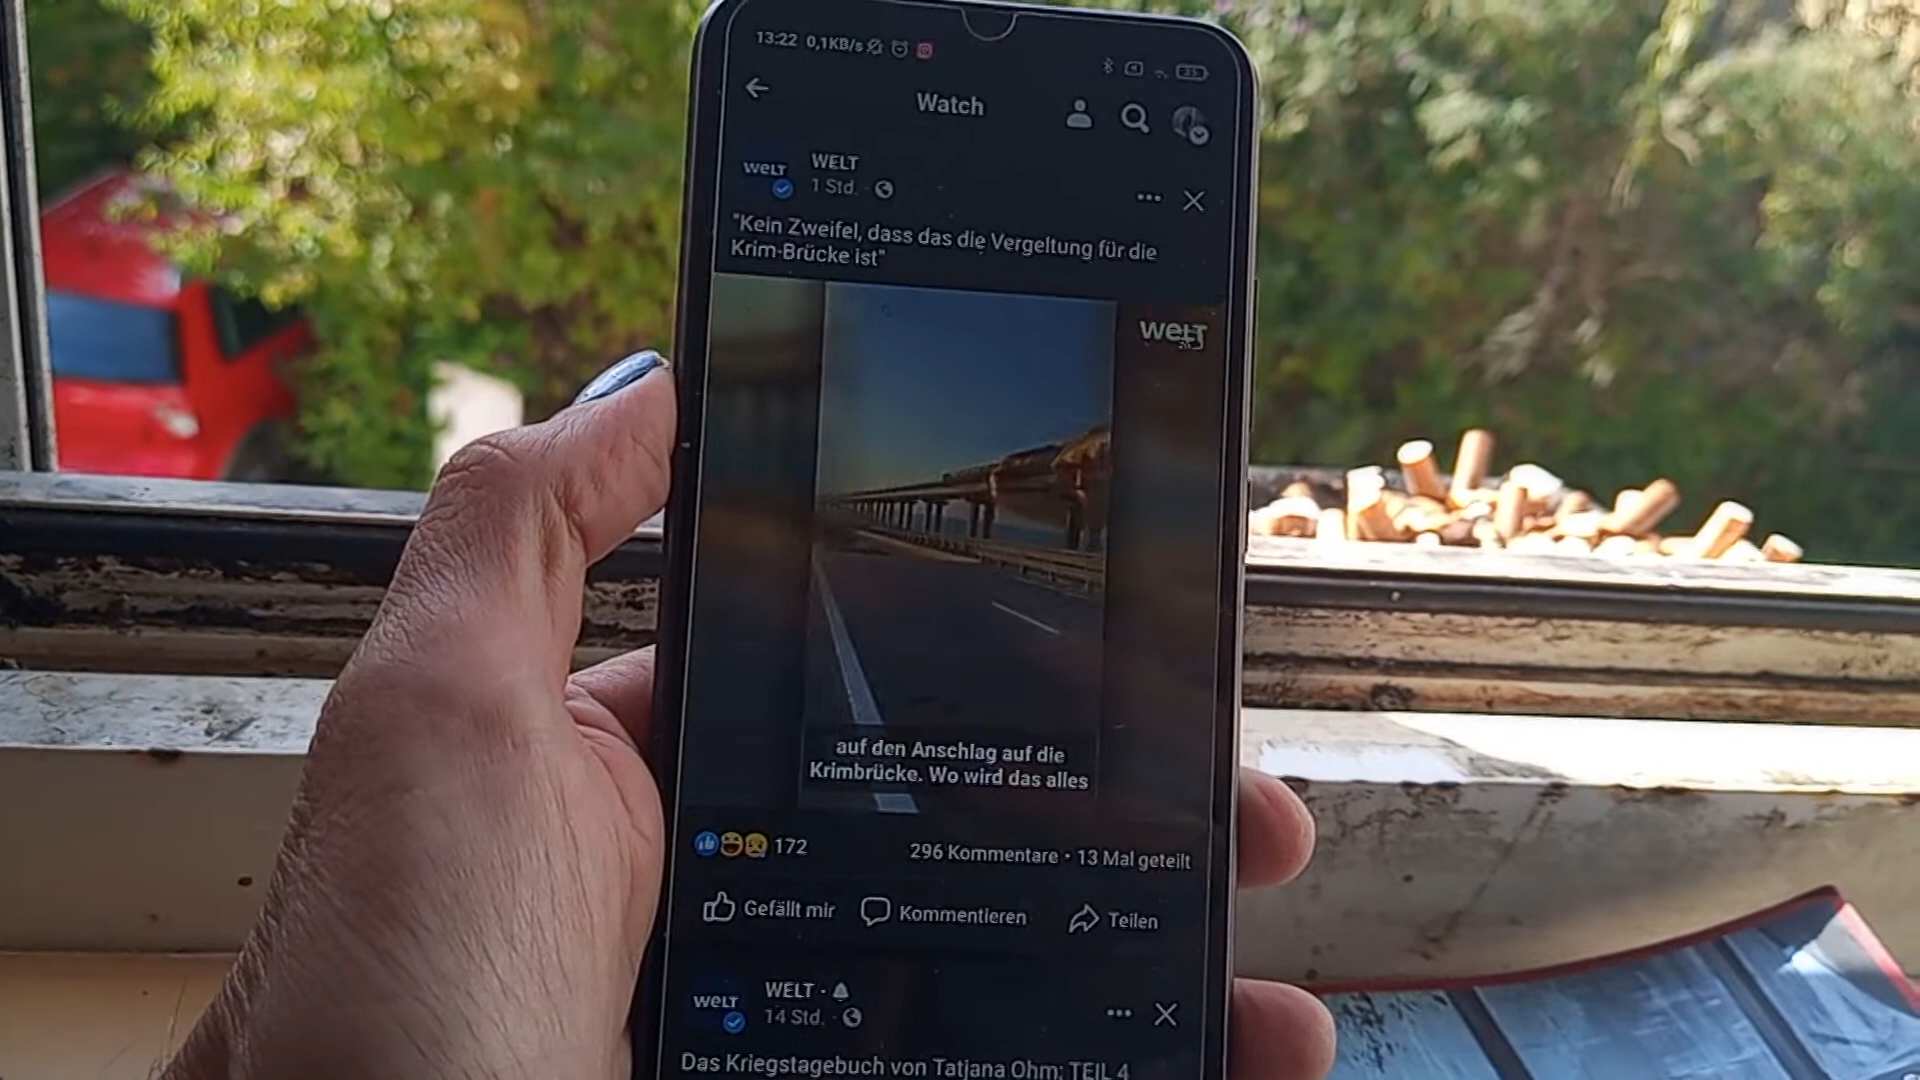 13:22 0,1KB/s
35
Watch
WELT
WELT
1 Std.
"Kein Zweifel, dass das die Vergeltung für die
Krim-Brücke ist"
welt
auf den Anschlag auf die
Krimbrücke. Wo wird das alles
172
296 Kommentare · 13 Mal geteilt
Gefällt mir
Kommentieren
Teilen
WELT
WELT ·
14 Std. ·
Das Kriegstagebuch von Tatjana Ohm: TEIL 4